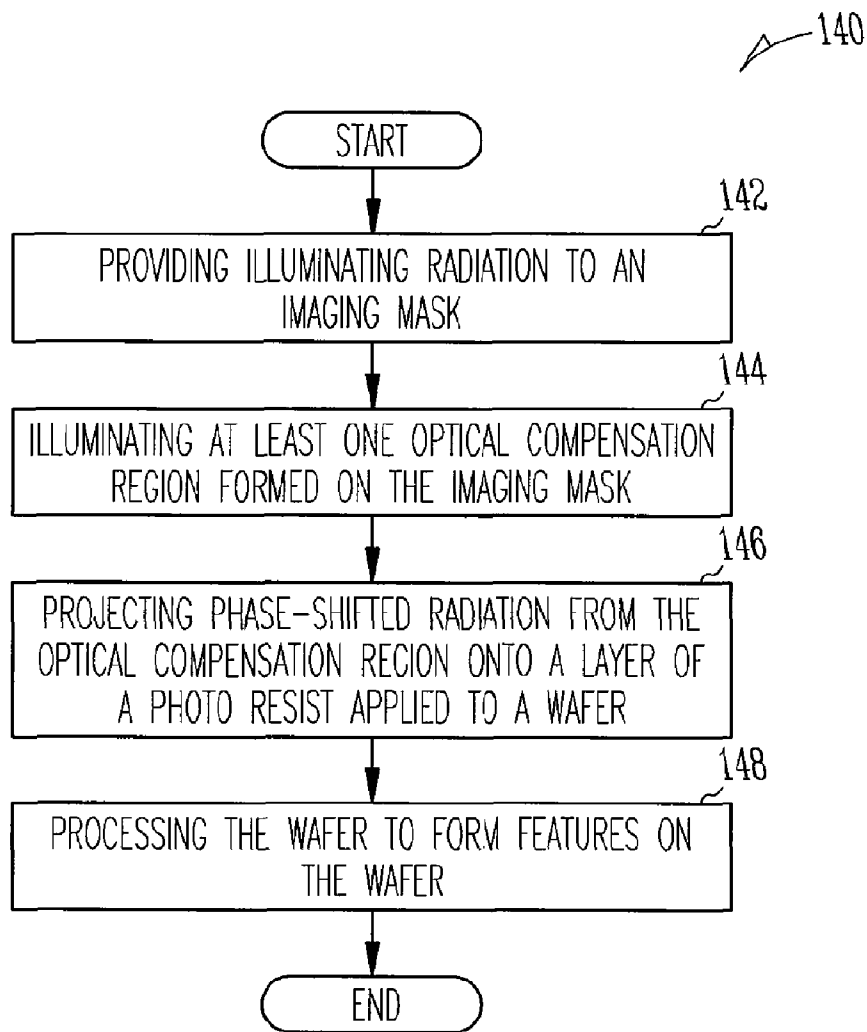 140
START
142
PROVIDING ILLUMINATING RADIATION TO AN
IMAGING MASK
144
ILLUMINATING AT LEAST ONE OPTICAL COMPENSATION
REGION FORMED ON THE IMAGING MASK
146
PROJECTING PHASE-SHIFTED RADIATION FROM THE
OPTICAL COMPENSATION REGION ONTO A LAYER OF
A PHOTO RESIST APPLIED TO A WAFER
148
PROCESSING THE WAFER TO FORM FEATURES ON
THE WAFER
END